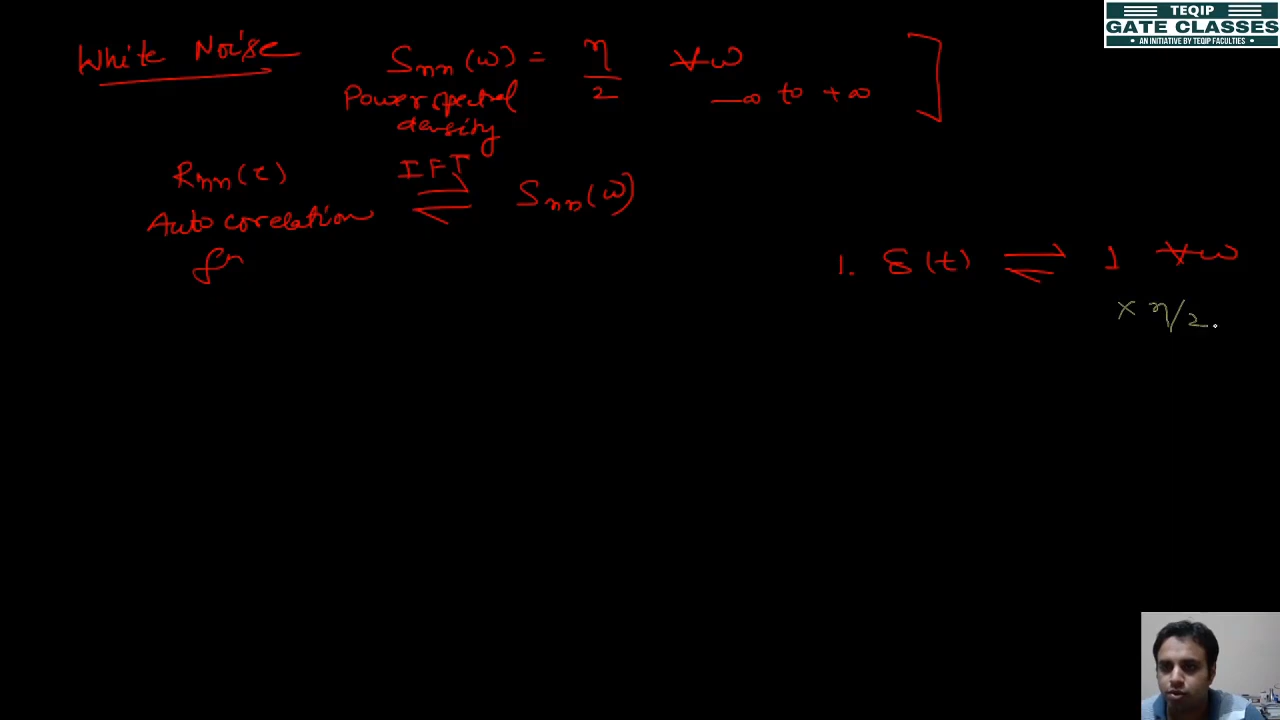 TEQIP
GATE CLASSES
• AN INITIATIVE BY TEQIP FACULTIES •
White Noise Snn(ω) = η/2 ∀ω
-∞ to +∞
Power spectral
density
Rnn(τ) IFT ⇌ Snn(ω)
Auto corelation
fn
1. δ(t) ⇌ 1 ∀ω
× η/2.